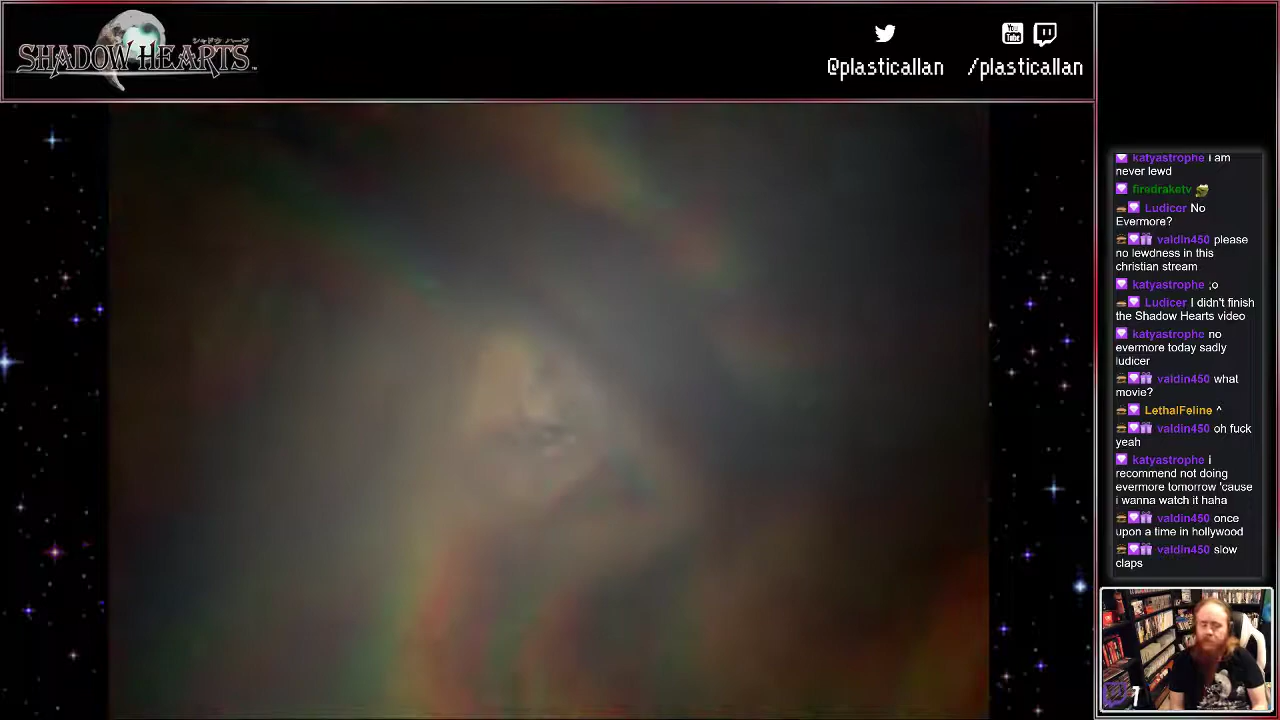 シャドウ ハーツ
SHADOW HEARTS
@plasticallan
You
Tube
/plasticallan
katyastrophe i am
never lewd
firedraketv
Ludicer No
Evermore?
valdin450 please
no lewdness in this
christian stream
katyastrophe ;o
Ludicer I didn't finish
the Shadow Hearts video
katyastrophe no
evermore today sadly
ludicer
valdin450 what
movie?
LethalFeline ^
valdin450 oh fuck
yeah
katyastrophe i
recommend not doing
evermore tomorrow 'cause
i wanna watch it haha
valdin450 once
upon a time in hollywood
valdin450 slow
claps